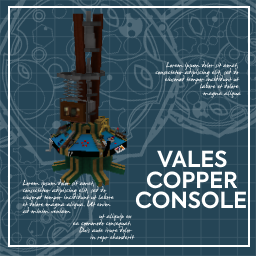 Lorem ipsum dolor sit amet,
consectetur adipiscing elit, sed do
eiusmod tempor incididunt ut
labore et dolore
magna aliqua
VALES
COPPER
CONSOLE
Lorem ipsum dolor sit amet,
consectetur adipiscing elit, sed do
eiusmod tempor incididunt ut labore
et dolore magna aliqua. Ut enim
ad minim veniam.
ut aliquip ex
ea commodo consequat.
Duis aute irure dolor
in repr ehenderit